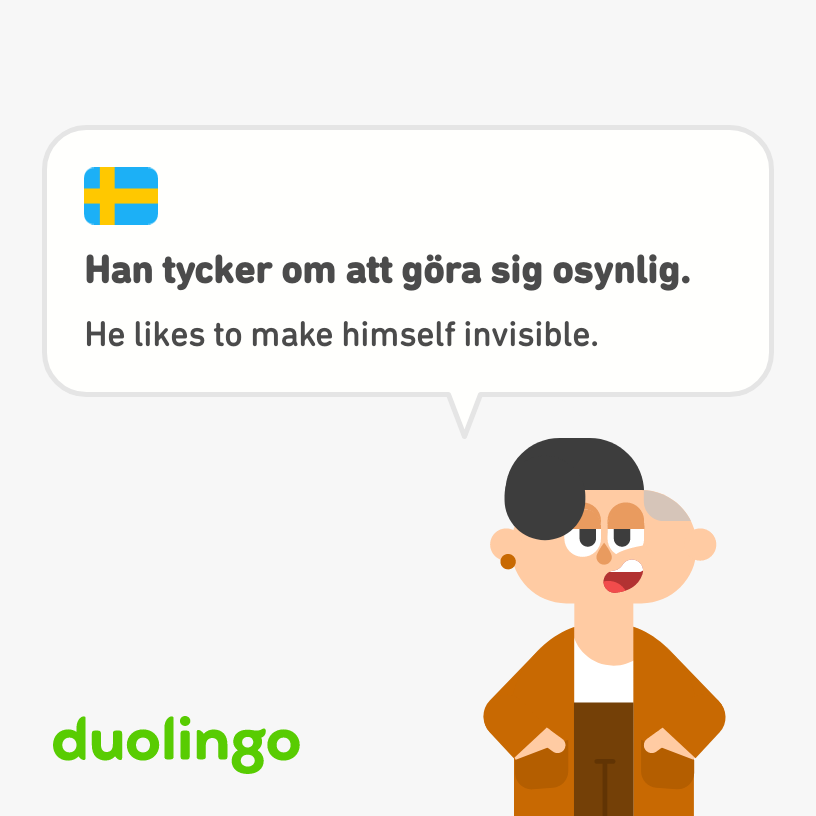 Han tycker om att göra sig osynlig.
He likes to make himself invisible.
duolingo